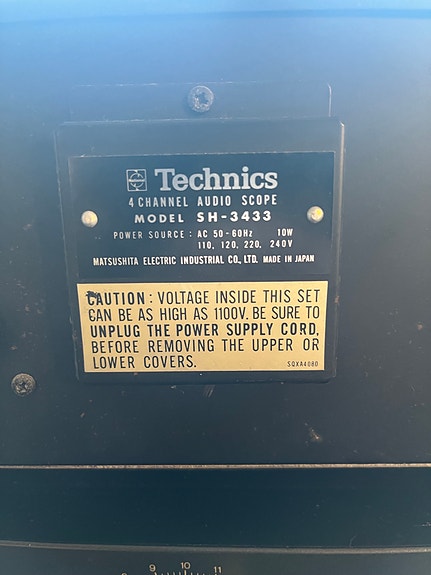 Technics
4 CHANNEL AUDIO SCOPE
MODEL SH-3433
POWER SOURCE: AC 50-60Hz 10W
110, 120, 220, 240V
MATSUSHITA ELECTRIC INDUSTRIAL CO., LTD. MADE IN JAPAN
CAUTION: VOLTAGE INSIDE THIS SET
CAN BE AS HIGH AS 1100V. BE SURE TO
UNPLUG THE POWER SUPPLY CORD,
BEFORE REMOVING THE UPPER OR
LOWER COVERS.
SQXA4080
9 10 11